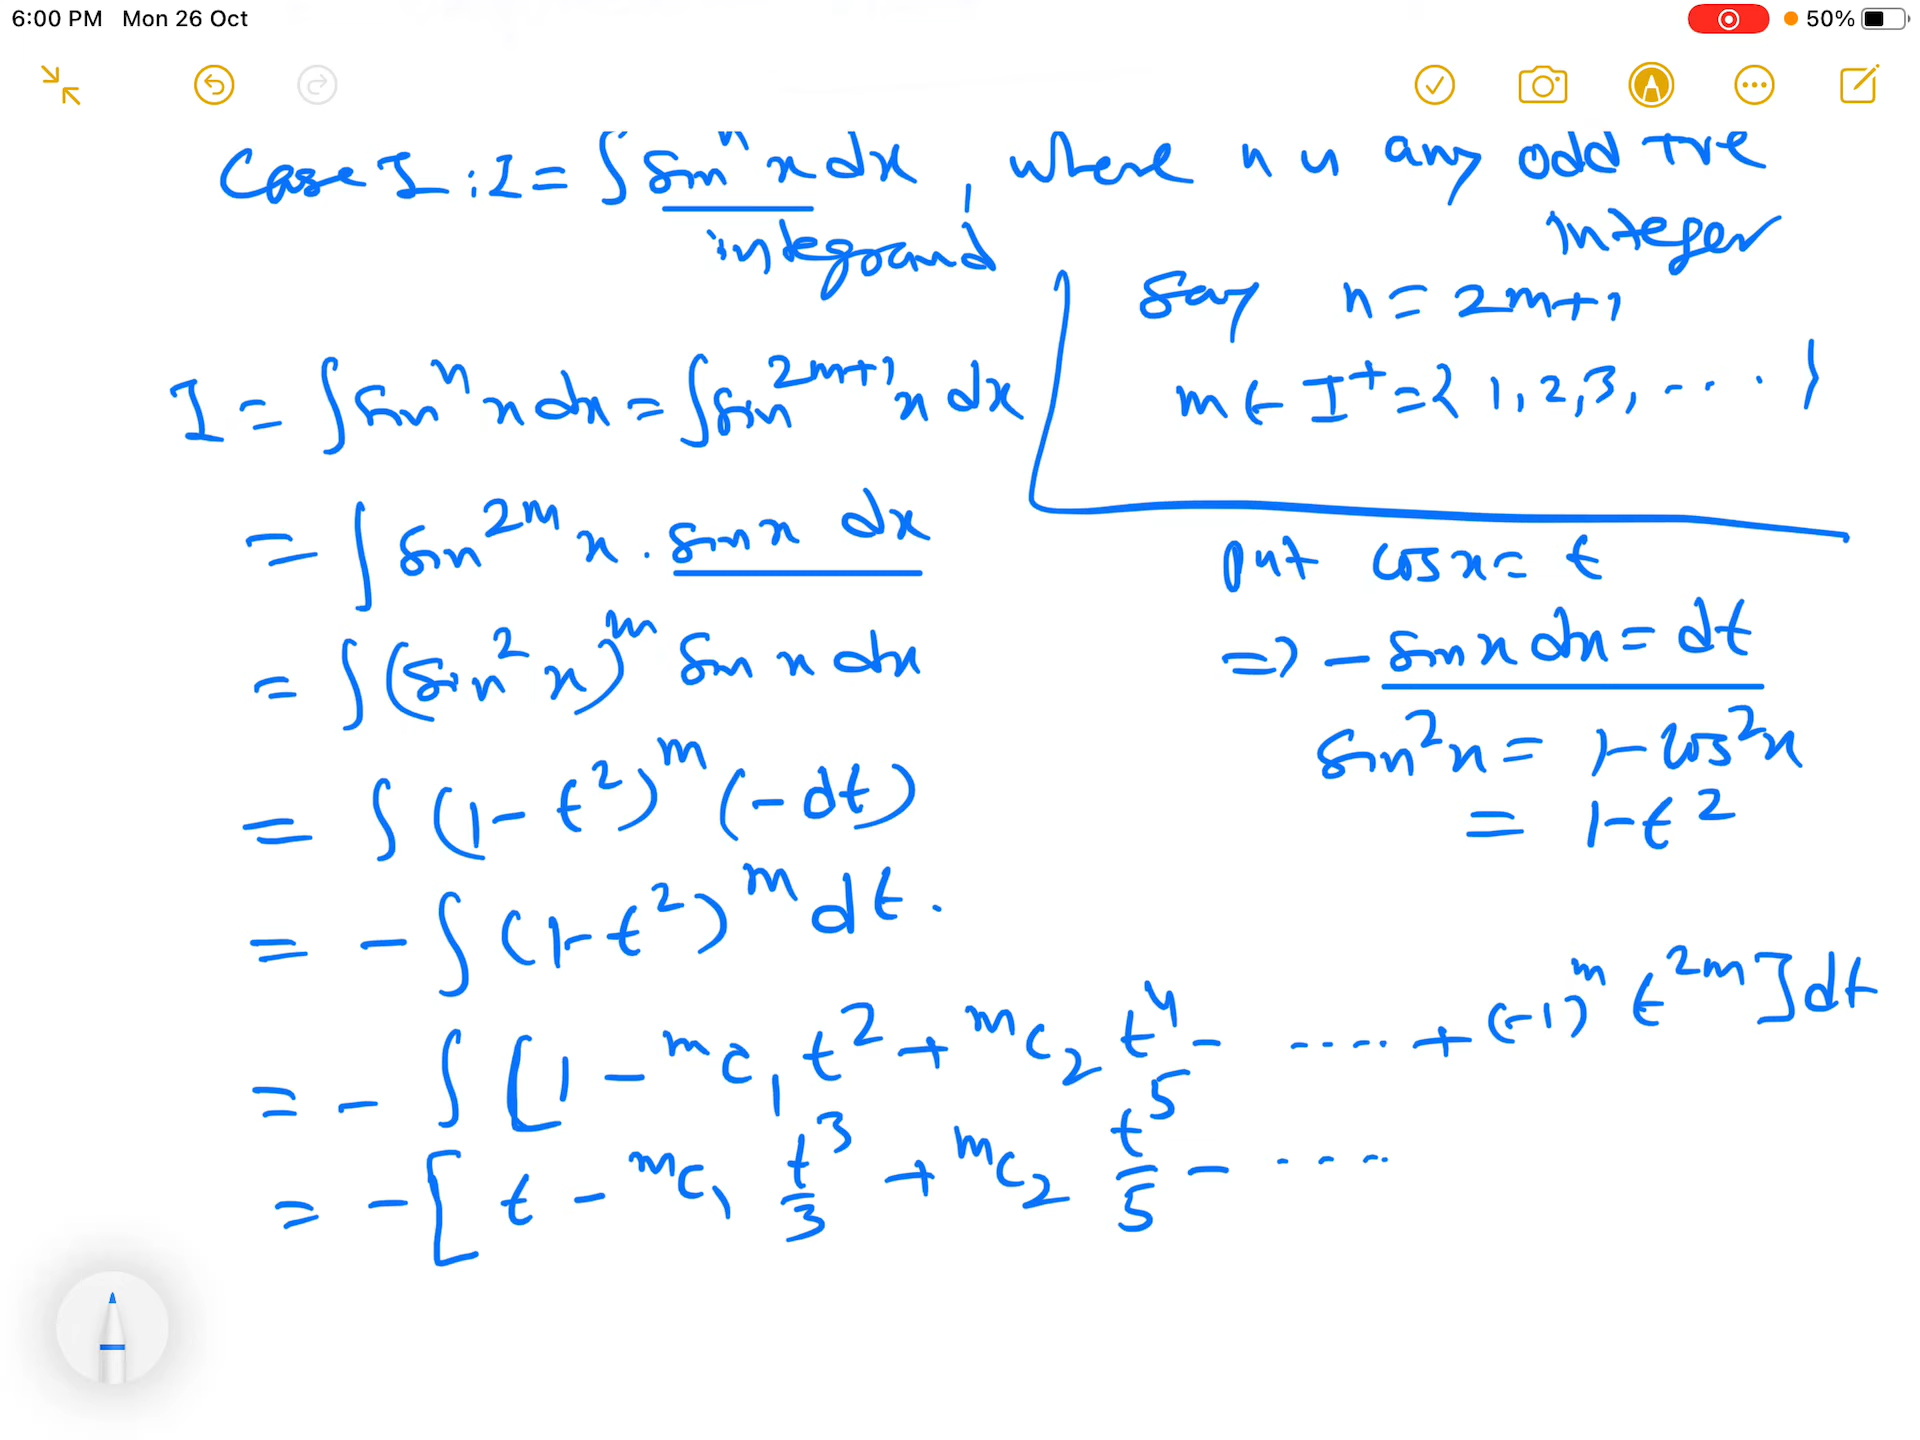 6:00 PM Mon 26 Oct 50%
Case I : I = ∫ sinⁿ x dx, where n is any odd +ve
integrand integer
say n = 2m+1
I = ∫ sinⁿ x dx = ∫ sin²ᵐ⁺¹ x dx m ∈ I⁺ = { 1, 2, 3, ---- }
= ∫ sin²ᵐ x . sin x dx put cos x = t
= ∫ (sin² x)ᵐ sin x dx => - sin x dx = dt
sin² x = 1 - cos² x
= ∫ (1 - t²)ᵐ (-dt) = 1 - t²
= - ∫ (1 - t²)ᵐ dt.
= - ∫ [1 - ᵐC₁ t² + ᵐC₂ t⁴ - ..... + (-1)ᵐ t²ᵐ] dt
= - [ t - ᵐC₁ t³/3 + ᵐC₂ t⁵/5 - ....